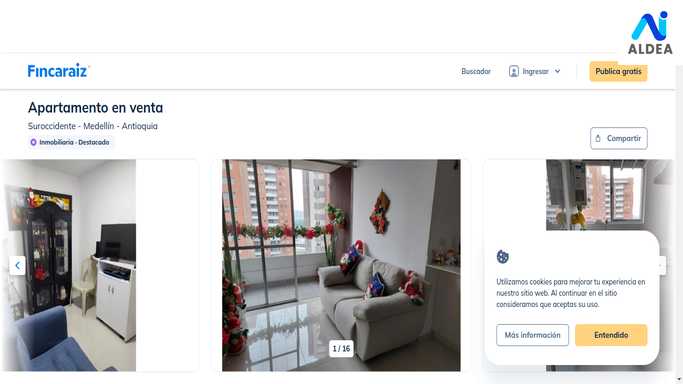 ALDEA
Fincaraiz
Buscador
Ingresar
Publica gratis
Apartamento en venta
Suroccidente - Medellín - Antioquia
Inmobiliaria · Destacado
Compartir
1 / 16
Utilizamos cookies para mejorar tu experiencia en
nuestro sitio web. Al continuar en el sitio
consideramos que aceptas su uso.
Más información
Entendido